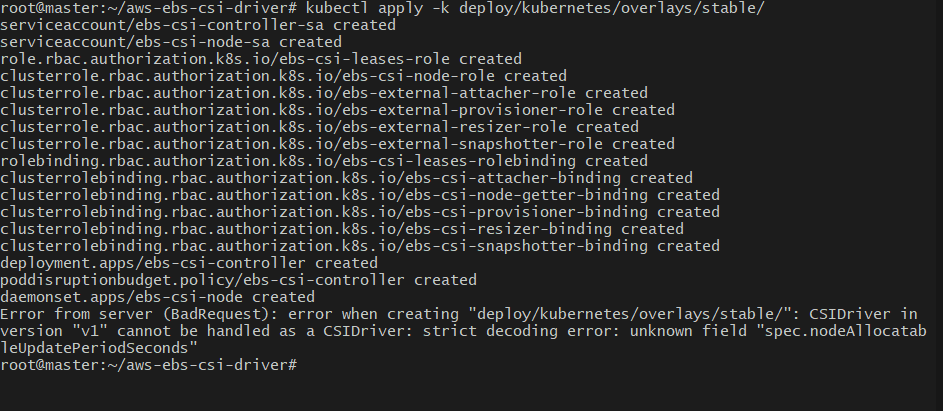 root@master:~/aws-ebs-csi-driver# kubectl apply -k deploy/kubernetes/overlays/stable/
serviceaccount/ebs-csi-controller-sa created
serviceaccount/ebs-csi-node-sa created
role.rbac.authorization.k8s.io/ebs-csi-leases-role created
clusterrole.rbac.authorization.k8s.io/ebs-csi-node-role created
clusterrole.rbac.authorization.k8s.io/ebs-external-attacher-role created
clusterrole.rbac.authorization.k8s.io/ebs-external-provisioner-role created
clusterrole.rbac.authorization.k8s.io/ebs-external-resizer-role created
clusterrole.rbac.authorization.k8s.io/ebs-external-snapshotter-role created
rolebinding.rbac.authorization.k8s.io/ebs-csi-leases-rolebinding created
clusterrolebinding.rbac.authorization.k8s.io/ebs-csi-attacher-binding created
clusterrolebinding.rbac.authorization.k8s.io/ebs-csi-node-getter-binding created
clusterrolebinding.rbac.authorization.k8s.io/ebs-csi-provisioner-binding created
clusterrolebinding.rbac.authorization.k8s.io/ebs-csi-resizer-binding created
clusterrolebinding.rbac.authorization.k8s.io/ebs-csi-snapshotter-binding created
deployment.apps/ebs-csi-controller created
poddisruptionbudget.policy/ebs-csi-controller created
daemonset.apps/ebs-csi-node created
Error from server (BadRequest): error when creating "deploy/kubernetes/overlays/stable/": CSIDriver in
version "v1" cannot be handled as a CSIDriver: strict decoding error: unknown field "spec.nodeAllocatab
leUpdatePeriodSeconds"
root@master:~/aws-ebs-csi-driver#